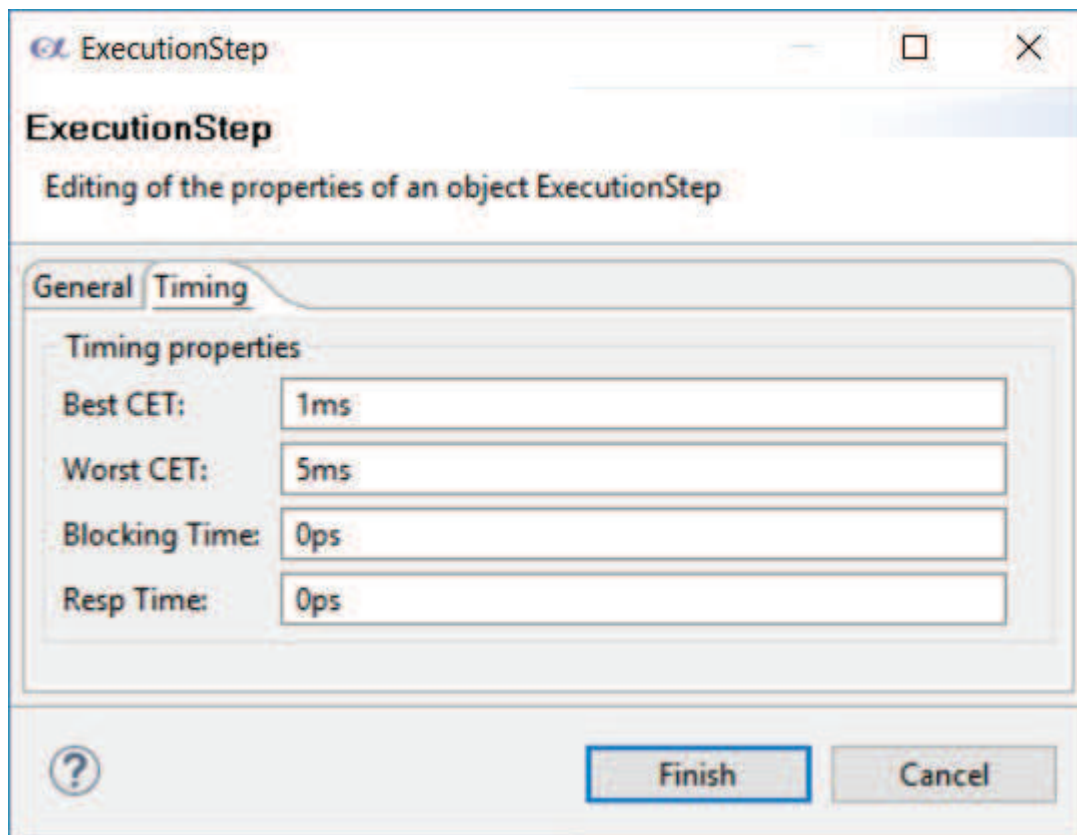 ExecutionStep
ExecutionStep
Editing of the properties of an object ExecutionStep
General Timing
Timing properties
Best CET: 1ms
Worst CET: 5ms
Blocking Time: 0ps
Resp Time: 0ps
? Finish Cancel